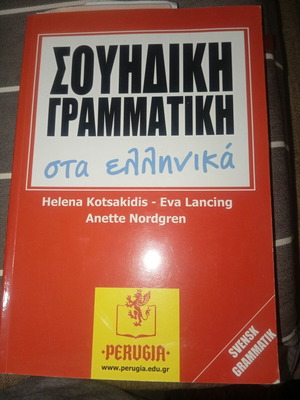 ΣΟΥΗΔΙΚΗ
ΓΡΑΜΜΑΤΙΚΗ
στα ελληνικά
Helena Kotsakidis - Eva Lancing
Anette Nordgren
·PERUGIA·
www.perugia.edu.gr
SVENSK
GRAMMATIK